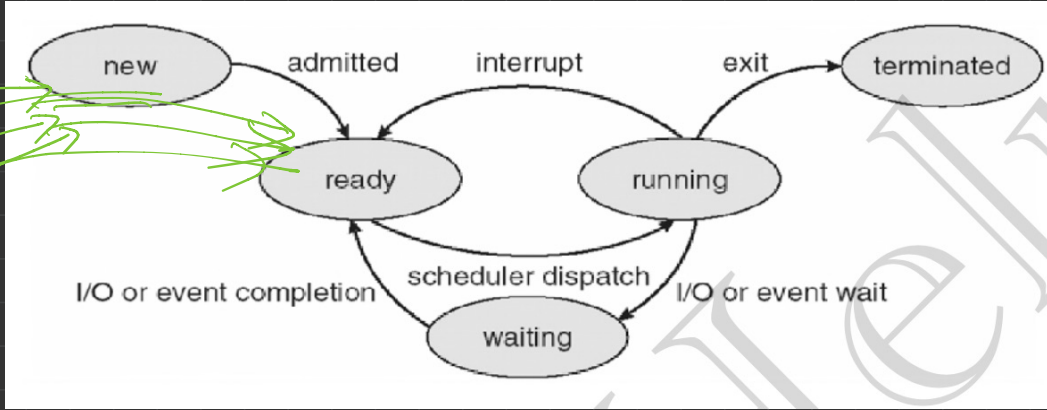 new
admitted
interrupt
exit
terminated
ready
running
scheduler dispatch
I/O or event completion
I/O or event wait
waiting